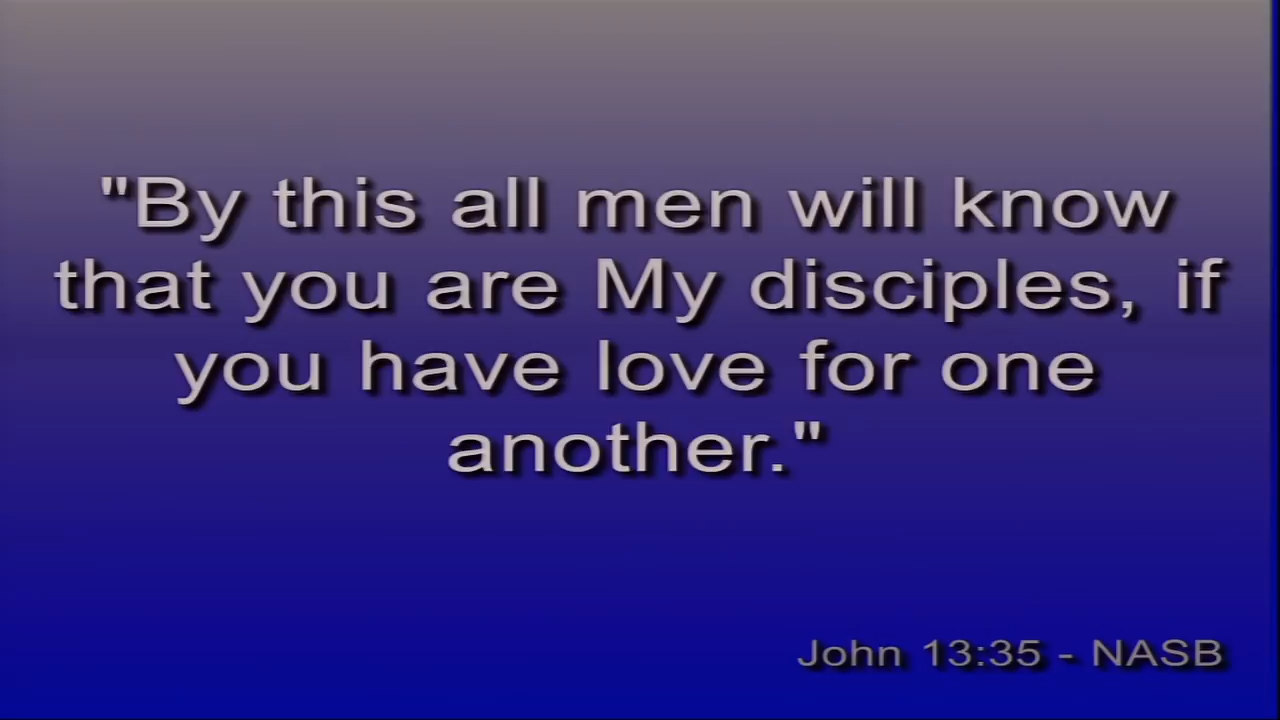 "By this all men will know
that you are My disciples, if
you have love for one
another."
John 13:35 - NASB